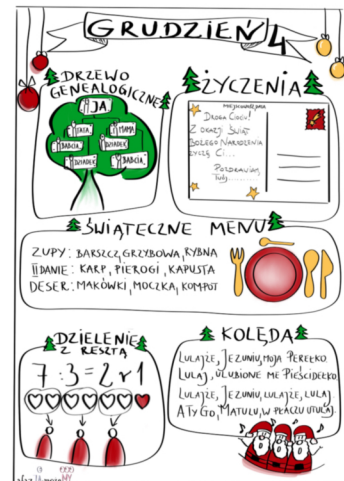 GRUDZIEŃ 4
DRZEWO
GENEALOGICZNE
JA
TATA
MAMA
BABCIA
DZIADEK
DZIADEK
BABCIA
ŻYCZENIA
MIEJSCOWOŚĆ, DATA
DROGA CIOCIU!
Z OKAZJI ŚWIĄT
BOŻEGO NARODZENIA
ŻYCZĘ CI...
POZDRAWIAM,
TWÓJ
ŚWIĄTECZNE MENU
ZUPY: BARSZCZ, GRZYBOWA, RYBNA
II DANIE: KARP, PIEROGI, KAPUSTA
DESER: MAKÓWKI, MOCZKA, KOMPOT
DZIELENIE
Z RESZTĄ
7:3=2 r 1
KOLĘDA
LULAJŻE, JEZUNIU, MOJA PEREŁKO
LULAJ, ULUBIONE ME PIEŚCIDEŁKO.
LULAJŻE, JEZUNIU, LULAJŻE, LULAJ
A TY GO, MATULU, W PŁACZU UTULAJ.